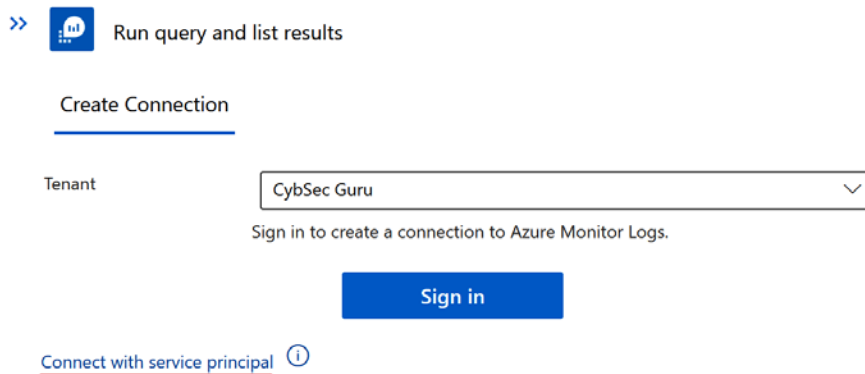 Run query and list results
Create Connection
Tenant
CybSec Guru
Sign in to create a connection to Azure Monitor Logs.
Sign in
Connect with service principal